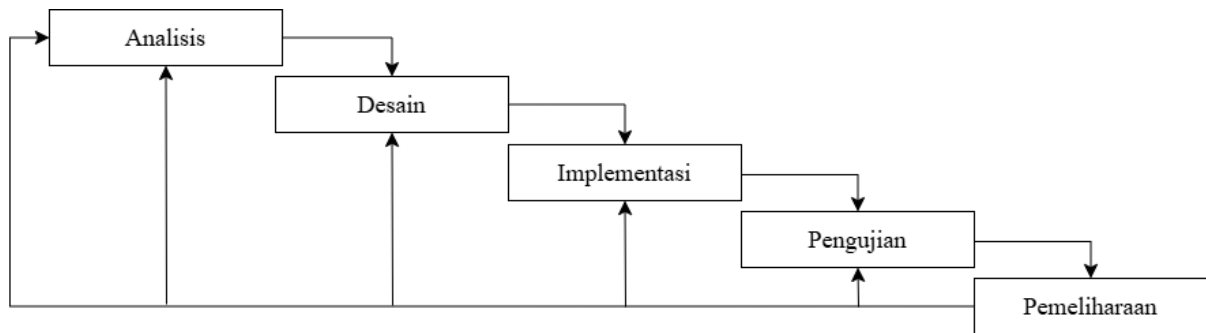 Analisis
Desain
Implementasi
Pengujian
Pemeliharaan